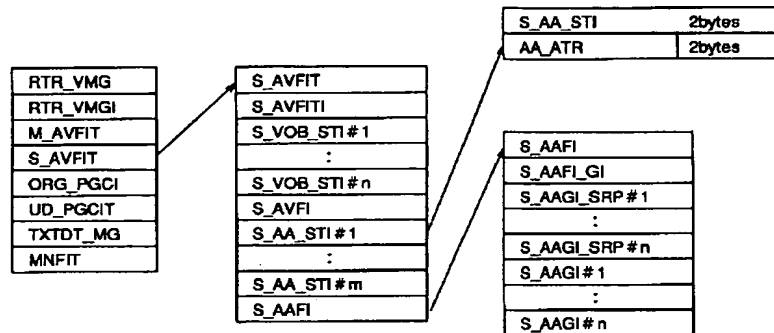 RTR_VMG
RTR_VMGI
M_AVFIT
S_AVFIT
ORG_PGCI
UD_PGCIT
TXTDT_MG
MNFIT
S_AVFIT
S_AVFITI
S_VOB_STI#1
:
S_VOB_STI#n
S_AVFI
S_AA_STI#1
:
S_AA_STI#m
S_AAFI
S_AA_STI 2bytes
AA_ATR 2bytes
S_AAFI
S_AAFI_GI
S_AAGI_SRP#1
:
S_AAGI_SRP#n
S_AAGI#1
:
S_AAGI#n